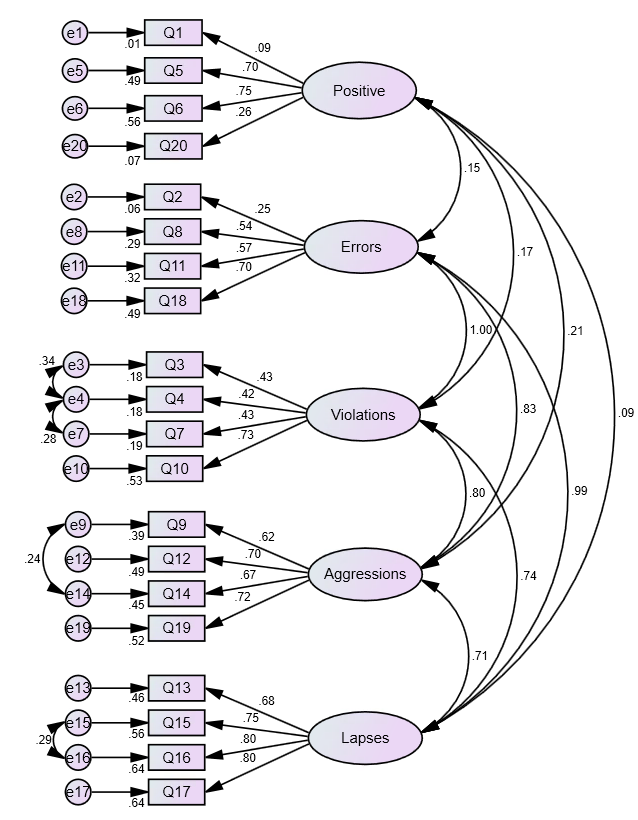 e1 .01 Q1 .09
e5 .49 Q5 .70
e6 .56 Q6 .75
e20 .07 Q20 .26
Positive
e2 .06 Q2 .25
e8 .29 Q8 .54
e11 .32 Q11 .57
e18 .49 Q18 .70
Errors
e3 .18 Q3 .43
e4 .18 Q4 .42
e7 .19 Q7 .43
e10 .53 Q10 .73
Violations
.34
.28
e9 .39 Q9 .62
e12 .49 Q12 .70
e14 .45 Q14 .67
e19 .52 Q19 .72
Aggressions
.24
e13 .46 Q13 .68
e15 .56 Q15 .75
e16 .64 Q16 .80
e17 .64 Q17 .80
Lapses
.29
.15
.17
1.00
.21
.83
.09
.80
.99
.74
.71